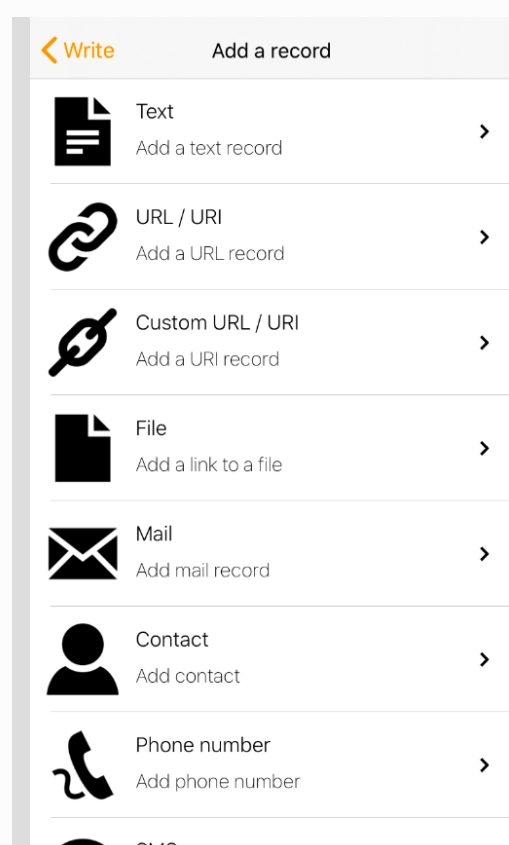 Write
Add a record
Text
Add a text record
URL / URI
Add a URL record
Custom URL / URI
Add a URI record
File
Add a link to a file
Mail
Add mail record
Contact
Add contact
Phone number
Add phone number